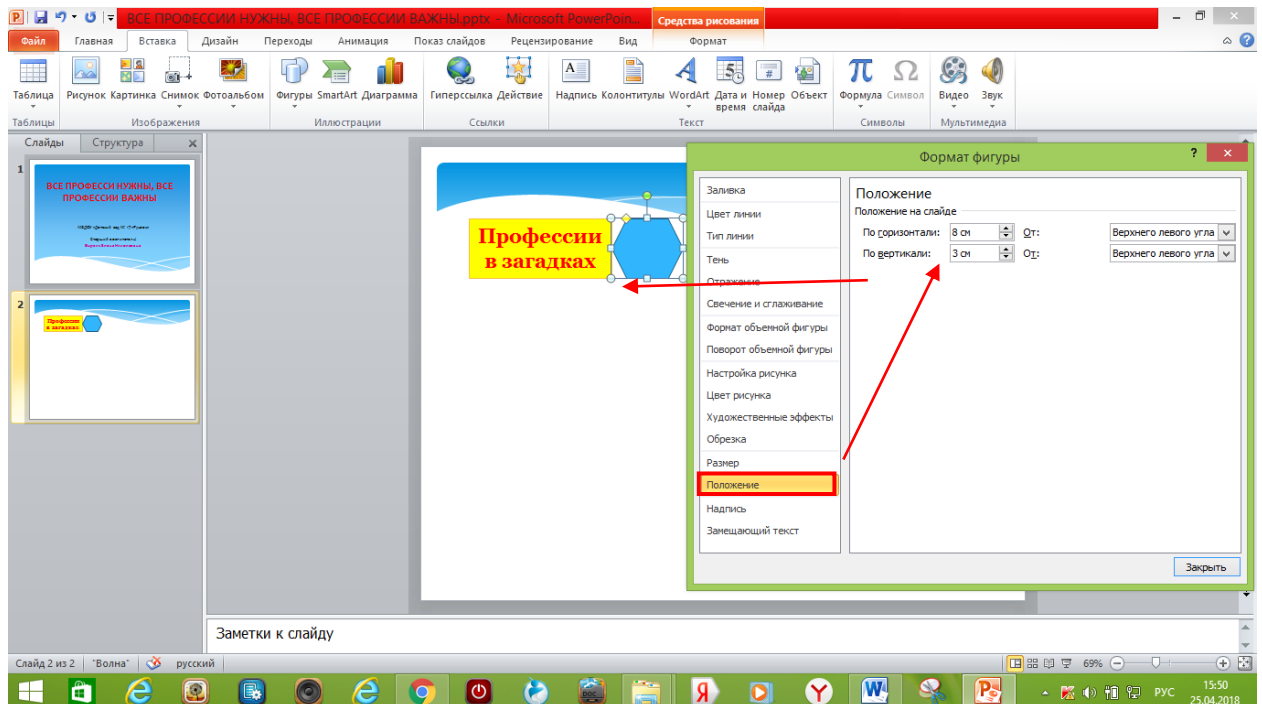 ВСЕ ПРОФЕССИИ НУЖНЫ, ВСЕ ПРОФЕССИИ ВАЖНЫ.pptx - Microsoft PowerPoin...
Средства рисования
Файл Главная Вставка Дизайн Переходы Анимация Показ слайдов Рецензирование Вид Формат
Таблица Рисунок Картинка Снимок Фотоальбом Фигуры SmartArt Диаграмма Гиперссылка Действие Надпись Колонтитулы WordArt Дата и время Номер слайда Объект Формула Символ Видео Звук
Таблицы Изображения Иллюстрации Ссылки Текст Символы Мультимедиа
Слайды Структура
1
ВСЕ ПРОФЕССИ НУЖНЫ, ВСЕ
ПРОФЕССИИ ВАЖНЫ
2
Профессии
в загадках
Профессии
в загадках
Формат фигуры
Заливка
Цвет линии
Тип линии
Тень
Отражение
Свечение и сглаживание
Формат объемной фигуры
Поворот объемной фигуры
Настройка рисунка
Цвет рисунка
Художественные эффекты
Обрезка
Размер
Положение
Надпись
Замещающий текст
Положение
Положение на слайде
По горизонтали: 8 см От: Верхнего левого угла
По вертикали: 3 см От: Верхнего левого угла
Закрыть
Заметки к слайду
Слайд 2 из 2 "Волна" русский 69%
РУС 15:50
25.04.2018